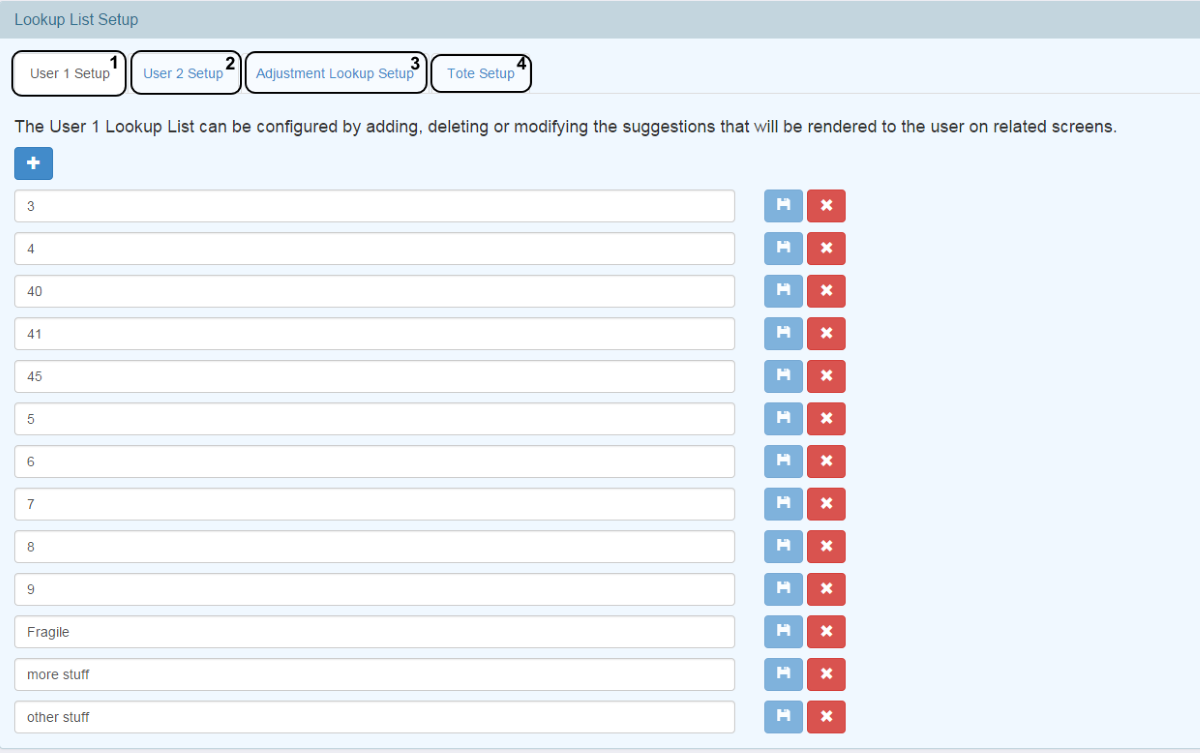 Lookup List Setup
User 1 Setup 1 User 2 Setup 2 Adjustment Lookup Setup 3 Tote Setup 4
The User 1 Lookup List can be configured by adding, deleting or modifying the suggestions that will be rendered to the user on related screens.
3
4
40
41
45
5
6
7
8
9
Fragile
more stuff
other stuff